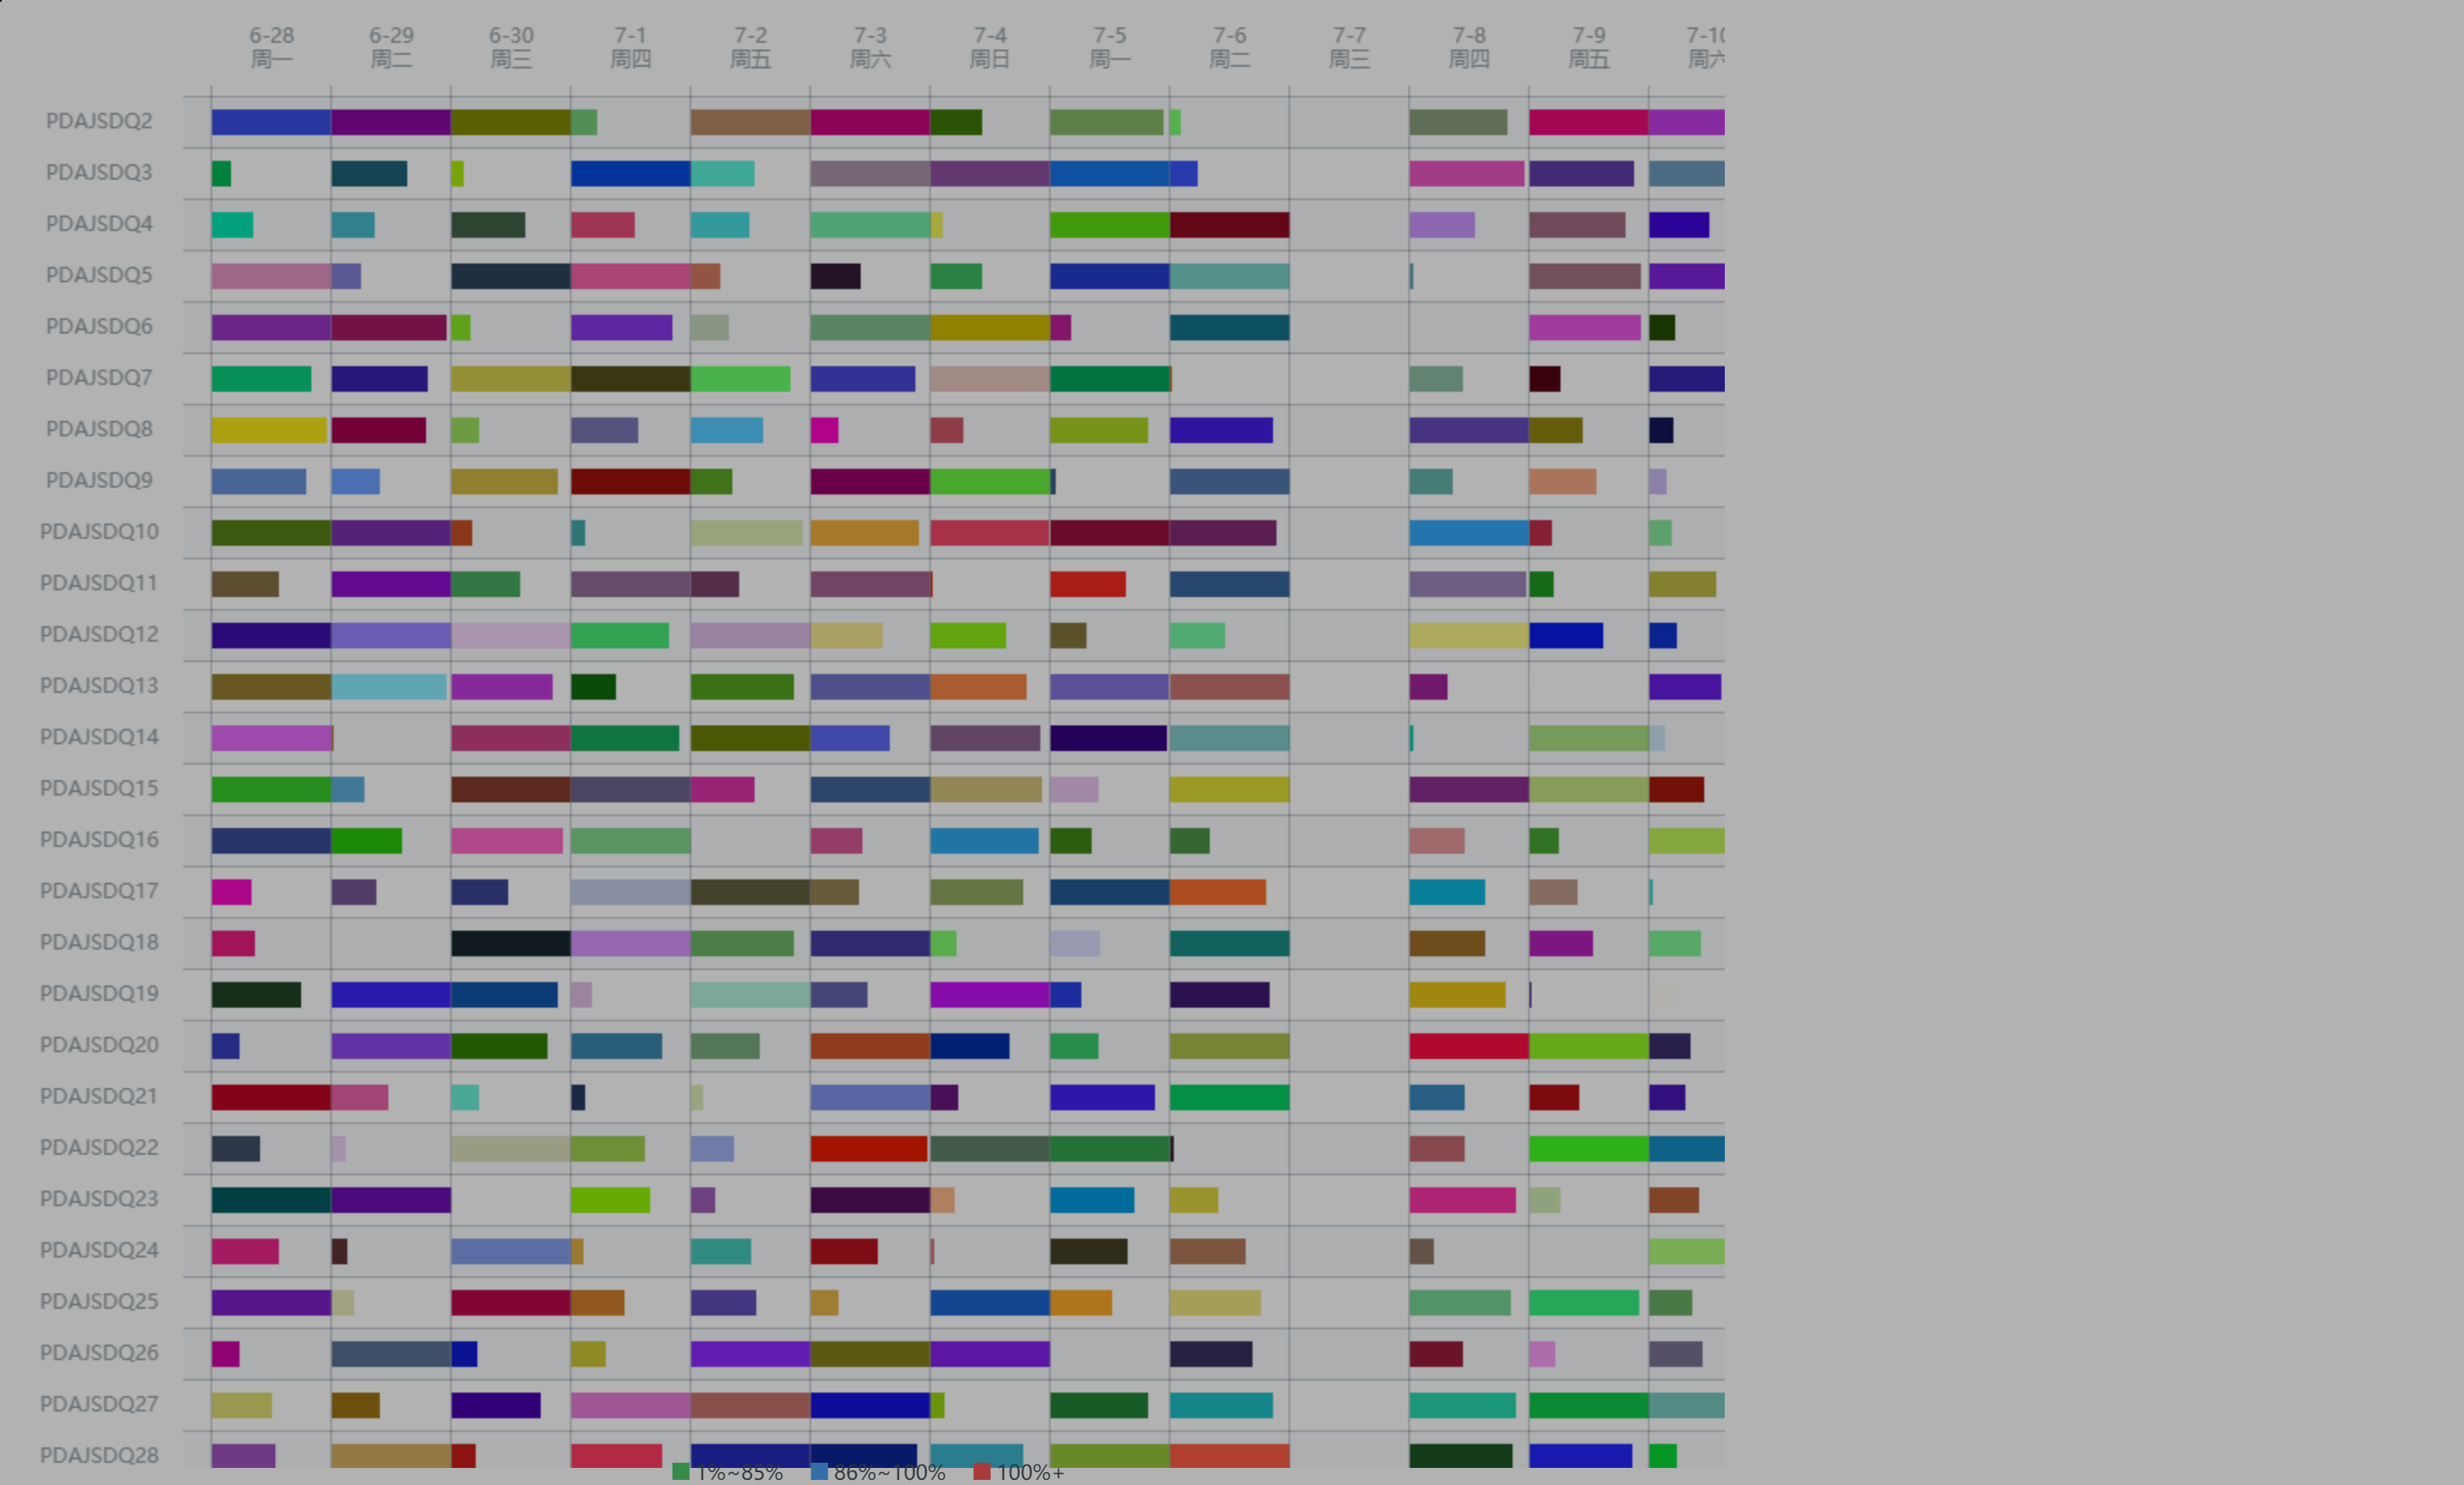 6-28 6-29 6-30 7-1 7-2 7-3 7-4 7-5 7-6 7-7 7-8 7-9 7-10
周一 周二 周三 周四 周五 周六 周日 周一 周二 周三 周四 周五 周六
PDAJSDQ2
PDAJSDQ3
PDAJSDQ4
PDAJSDQ5
PDAJSDQ6
PDAJSDQ7
PDAJSDQ8
PDAJSDQ9
PDAJSDQ10
PDAJSDQ11
PDAJSDQ12
PDAJSDQ13
PDAJSDQ14
PDAJSDQ15
PDAJSDQ16
PDAJSDQ17
PDAJSDQ18
PDAJSDQ19
PDAJSDQ20
PDAJSDQ21
PDAJSDQ22
PDAJSDQ23
PDAJSDQ24
PDAJSDQ25
PDAJSDQ26
PDAJSDQ27
PDAJSDQ28
1%~85% 86%~100% 100%+